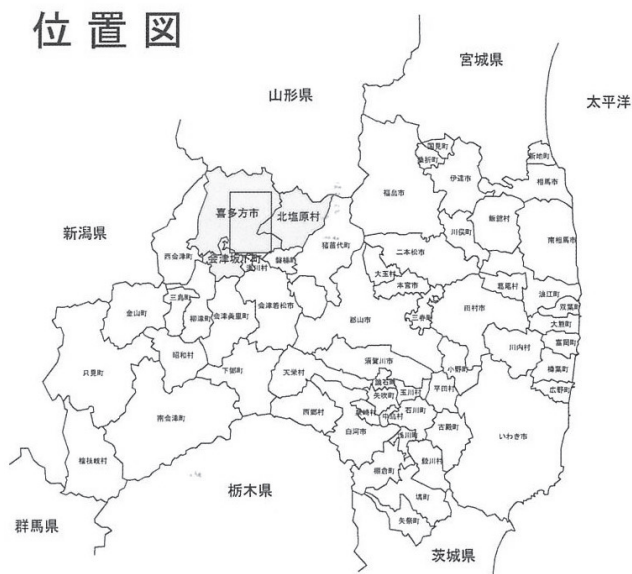 位置図
宮城県
山形県
太平洋
国見町
桑折町
新地町
伊達市
相馬市
福島市
喜多方市
北塩原村
川俣町
飯舘村
新潟県
猪苗代町
南相馬市
西会津町
会津坂下町
湯川村
磐梯町
二本松市
大玉村
本宮市
葛尾村
浪江町
双葉町
三島町
金山町
柳津町
会津美里町
会津若松市
郡山市
三春町
田村市
大熊町
富岡町
川内村
昭和村
只見町
下郷町
天栄村
須賀川市
小野町
楢葉町
広野町
鏡石町
矢吹町
玉川村
平田村
南会津町
西郷村
泉崎村
中島村
石川町
白河市
浅川町
古殿町
いわき市
檜枝岐村
棚倉町
鮫川村
塙町
矢祭町
栃木県
群馬県
茨城県